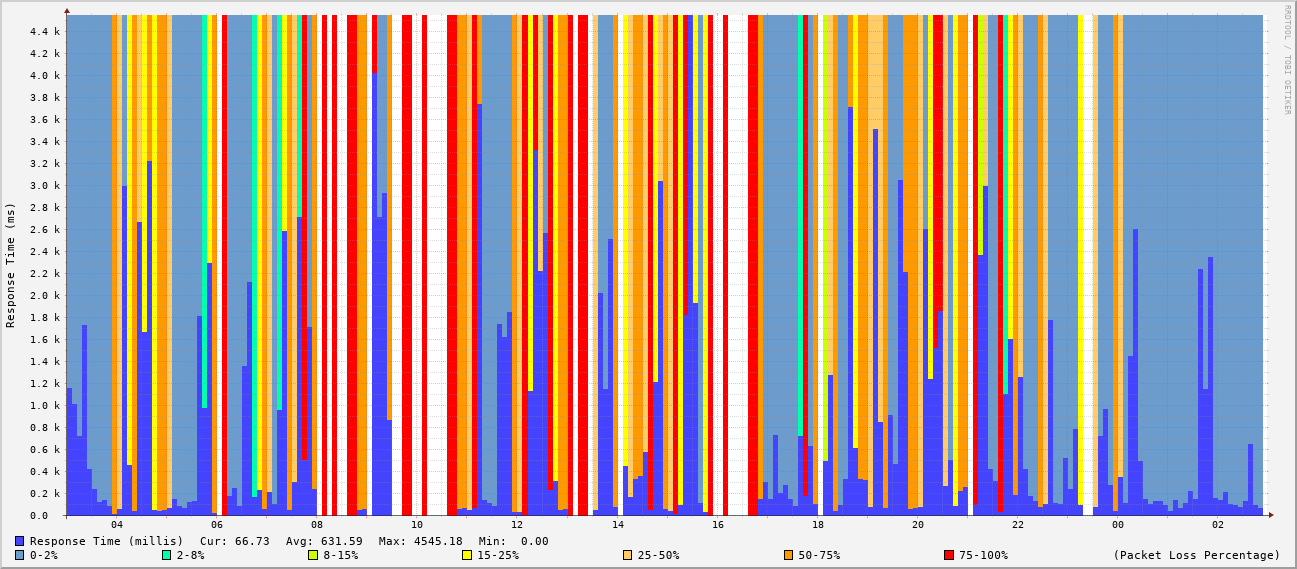 RRDTOOL / TOBI OETIKER
Response Time (ms)
4.4 k
4.2 k
4.0 k
3.8 k
3.6 k
3.4 k
3.2 k
3.0 k
2.8 k
2.6 k
2.4 k
2.2 k
2.0 k
1.8 k
1.6 k
1.4 k
1.2 k
1.0 k
0.8 k
0.6 k
0.4 k
0.2 k
0.0
04 06 08 10 12 14 16 18 20 22 00 02
Response Time (millis) Cur: 66.73 Avg: 631.59 Max: 4545.18 Min: 0.00
0-2% 2-8% 8-15% 15-25% 25-50% 50-75% 75-100% (Packet Loss Percentage)